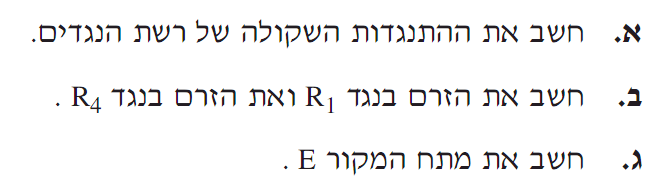 א. חשב את ההתנגדות השקולה של רשת הנגדים.
ב. חשב את הזרם בנגד R₁ ואת הזרם בנגד R₄ .
ג. חשב את מתח המקור E .